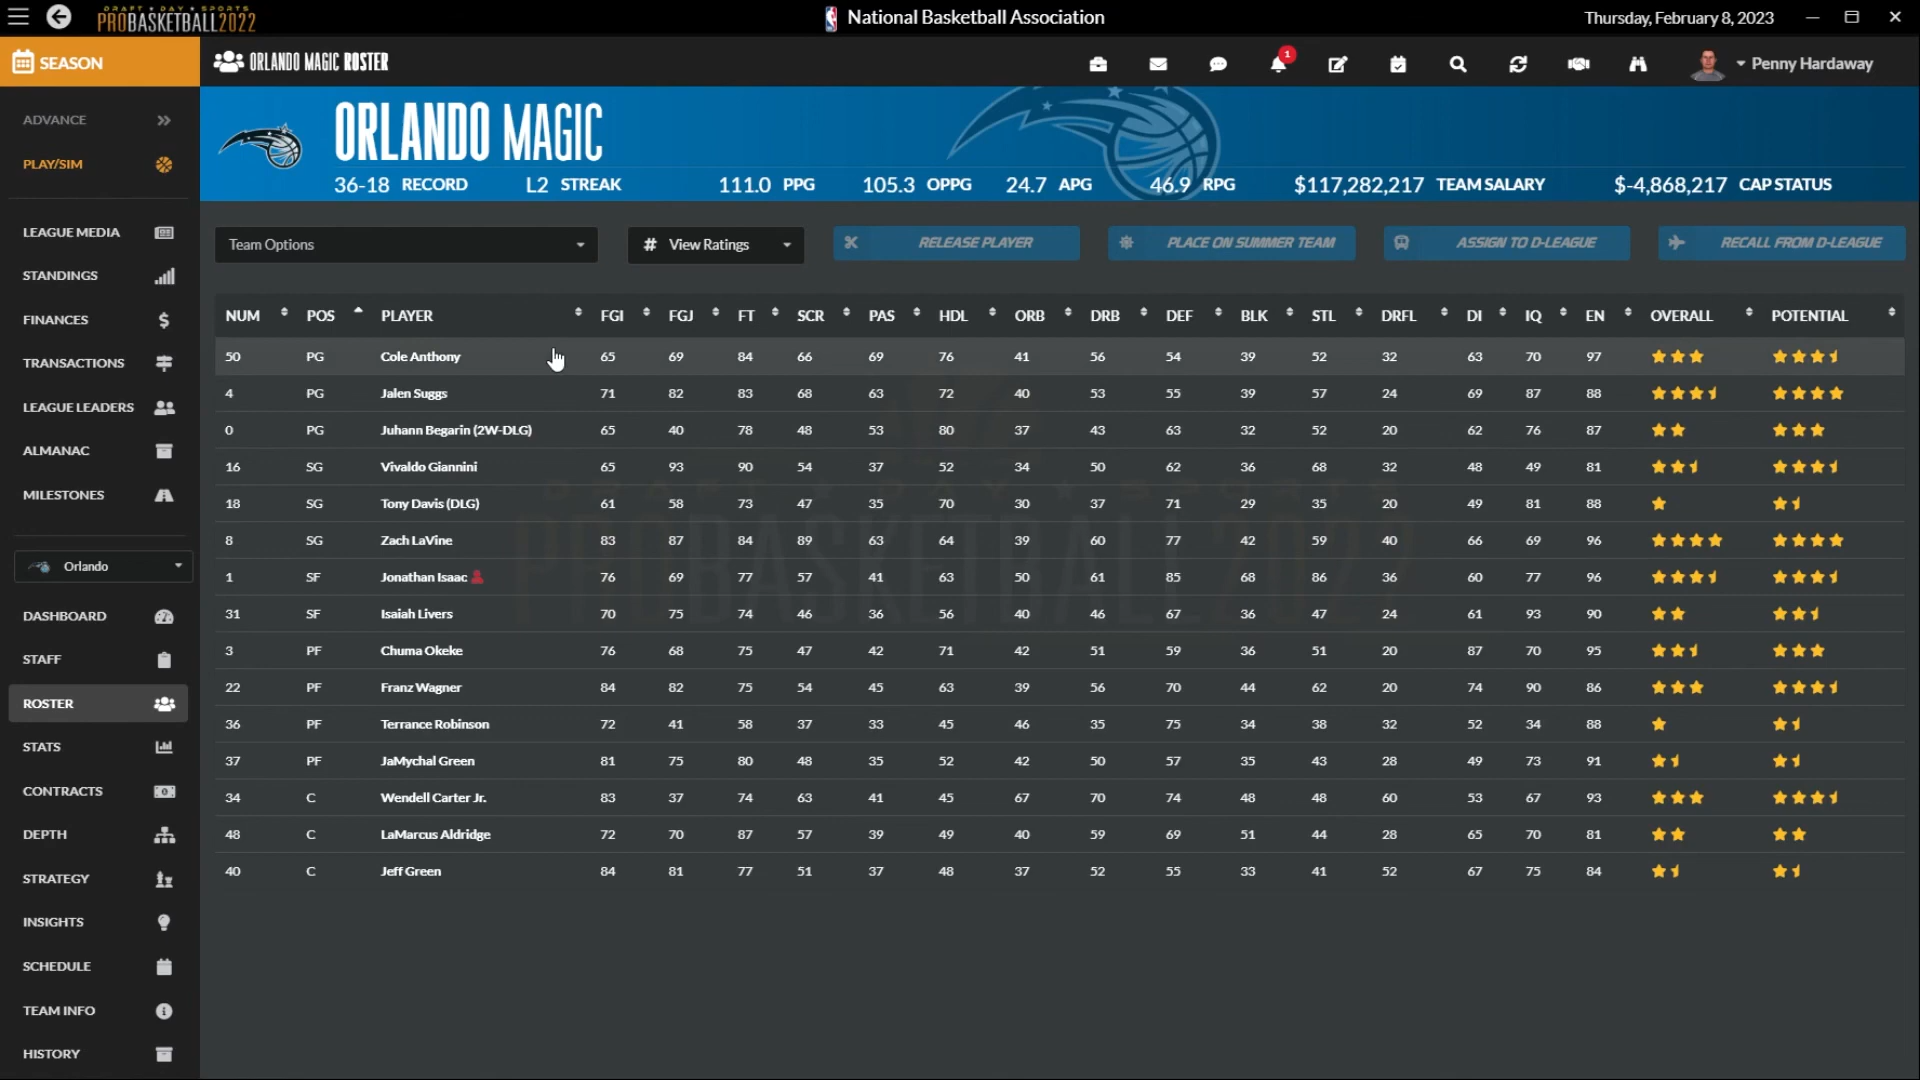 DRAFT · DAY · SPORTS
PROBASKETBALL2022
National Basketball Association
Thursday, February 8, 2023
SEASON
ORLANDO MAGIC ROSTER
1
Penny Hardaway
ADVANCE
PLAY/SIM
LEAGUE MEDIA
STANDINGS
FINANCES
TRANSACTIONS
LEAGUE LEADERS
ALMANAC
MILESTONES
Orlando
DASHBOARD
STAFF
ROSTER
STATS
CONTRACTS
DEPTH
STRATEGY
INSIGHTS
SCHEDULE
TEAM INFO
HISTORY
ORLANDO MAGIC
36-18 RECORD L2 STREAK 111.0 PPG 105.3 OPPG 24.7 APG 46.9 RPG $117,282,217 TEAM SALARY $-4,868,217 CAP STATUS
Team Options # View Ratings RELEASE PLAYER PLACE ON SUMMER TEAM ASSIGN TO D-LEAGUE RECALL FROM D-LEAGUE
NUM POS PLAYER FGI FGJ FT SCR PAS HDL ORB DRB DEF BLK STL DRFL DI IQ EN OVERALL POTENTIAL
50 PG Cole Anthony 65 69 84 66 69 76 41 56 54 39 52 32 63 70 97
4 PG Jalen Suggs 71 82 83 68 63 72 40 53 55 39 57 24 69 87 88
0 PG Juhann Begarin (2W-DLG) 65 40 78 48 53 80 37 43 63 32 52 20 62 76 87
16 SG Vivaldo Giannini 65 93 90 54 37 52 34 50 62 36 68 32 48 49 81
18 SG Tony Davis (DLG) 61 58 73 47 35 70 30 37 71 29 35 20 49 81 88
8 SG Zach LaVine 83 87 84 89 63 64 39 60 77 42 59 40 66 69 96
1 SF Jonathan Isaac 76 69 77 57 41 63 50 61 85 68 86 36 60 77 96
31 SF Isaiah Livers 70 75 74 46 36 56 40 46 67 36 47 24 61 93 90
3 PF Chuma Okeke 76 68 75 47 42 71 42 51 59 36 51 20 87 70 95
22 PF Franz Wagner 84 82 75 54 45 63 39 56 70 44 62 20 74 90 86
36 PF Terrance Robinson 72 41 58 37 33 45 46 35 75 34 38 32 52 34 88
37 PF JaMychal Green 81 75 80 48 35 52 42 50 57 35 43 28 49 73 91
34 C Wendell Carter Jr. 83 37 74 63 41 45 67 70 74 48 48 60 53 67 93
48 C LaMarcus Aldridge 72 70 87 57 39 49 40 59 69 51 44 28 65 70 81
40 C Jeff Green 84 81 77 51 37 48 37 52 55 33 41 52 67 75 84
DRAFT DAY SPORTS
PROBASKETBALL2022